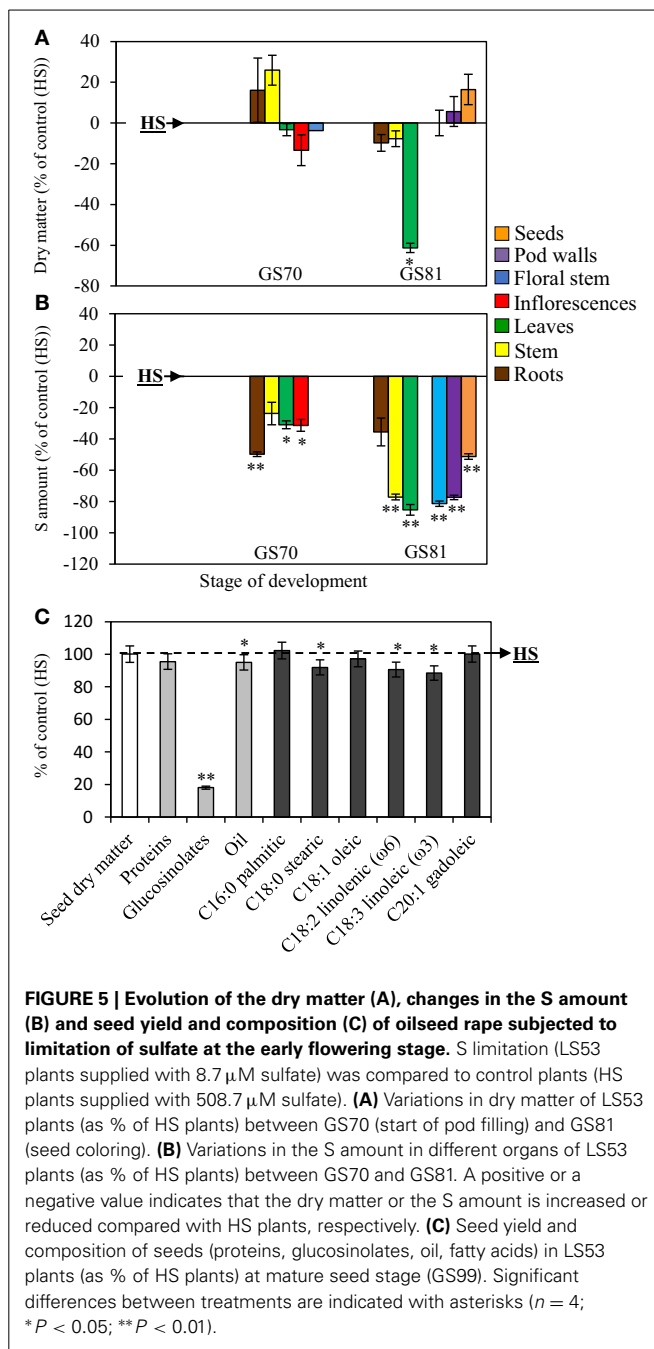 A
Dry matter (% of control (HS))
40
20
0
-20
-40
-60
-80
HS
*
GS70
GS81
Seeds
Pod walls
Floral stem
Inflorescences
Leaves
Stem
Roots
B
S amount (% of control (HS))
40
20
0
-20
-40
-60
-80
-100
-120
HS
** * *
** ** ** ** **
GS70
GS81
Stage of development
C
% of control (HS)
120
100
80
60
40
20
0
** * * * *
HS
Seed dry matter
Proteins
Glucosinolates
Oil
C16:0 palmitic
C18:0 stearic
C18:1 oleic
C18:2 linolenic (ω6)
C18:3 linoleic (ω3)
C20:1 gadoleic
FIGURE 5 | Evolution of the dry matter (A), changes in the S amount
(B) and seed yield and composition (C) of oilseed rape subjected to
limitation of sulfate at the early flowering stage. S limitation (LS53
plants supplied with 8.7 μM sulfate) was compared to control plants (HS
plants supplied with 508.7 μM sulfate). (A) Variations in dry matter of LS53
plants (as % of HS plants) between GS70 (start of pod filling) and GS81
(seed coloring). (B) Variations in the S amount in different organs of LS53
plants (as % of HS plants) between GS70 and GS81. A positive or a
negative value indicates that the dry matter or the S amount is increased or
reduced compared with HS plants, respectively. (C) Seed yield and
composition of seeds (proteins, glucosinolates, oil, fatty acids) in LS53
plants (as % of HS plants) at mature seed stage (GS99). Significant
differences between treatments are indicated with asterisks (n = 4;
*P < 0.05; **P < 0.01).